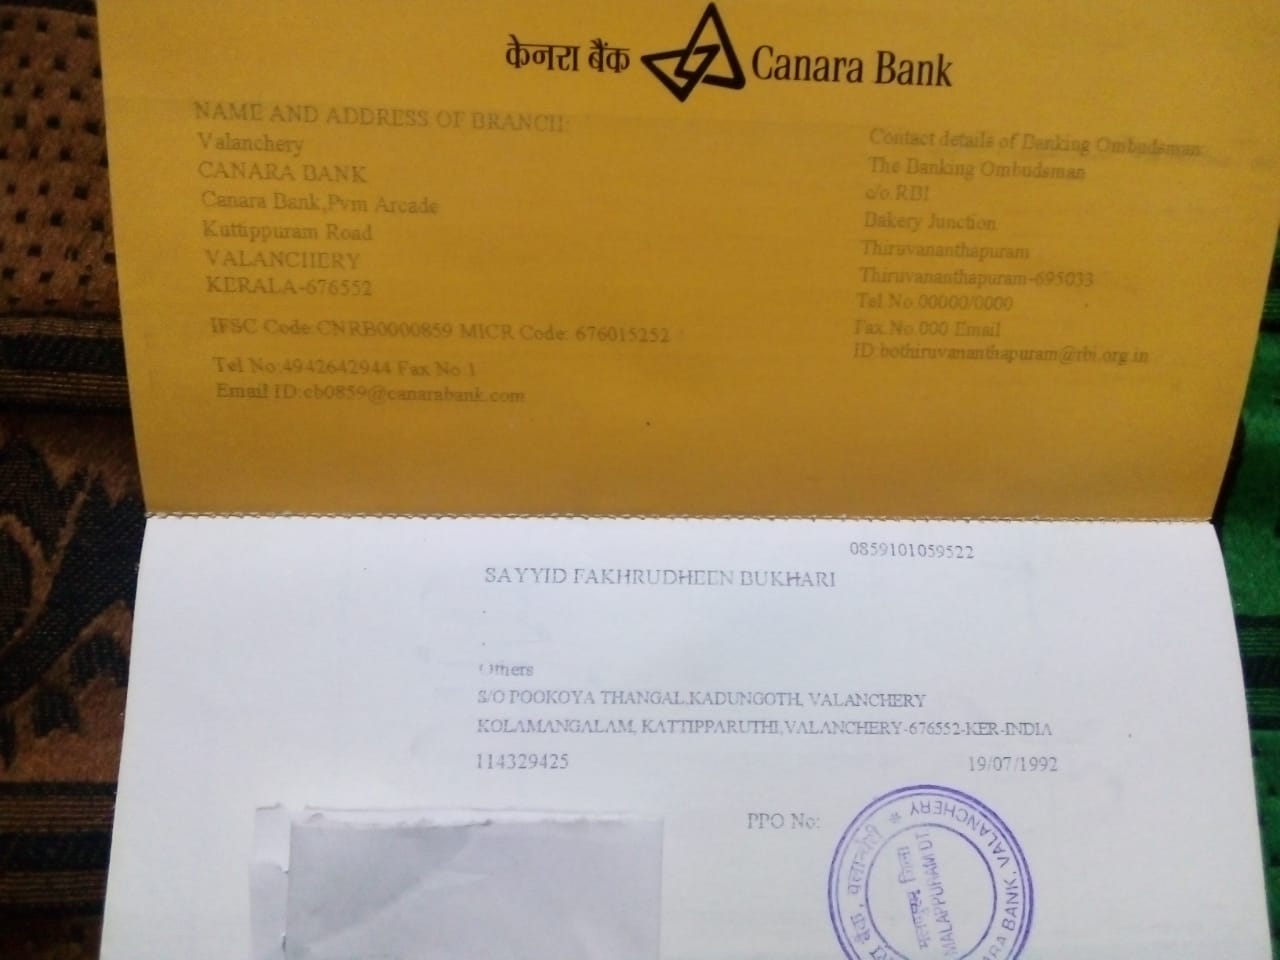 केनरा बैंक Canara Bank
NAME AND ADDRESS OF BRANCH:
Valanchery
CANARA BANK
Canara Bank,Pvm Arcade
Kuttippuram Road
VALANCHERY
KERALA-676552
IFSC Code:CNRB0000859 MICR Code: 676015252
Tel No:4942642944 Fax No:1
Email ID:cb0859@canarabank.com
Contact details of Banking Ombudsman
The Banking Ombudsman
c/o.RBI
Bakery Junction
Thiruvananthapuram
Thiruvananthapuram-695033
Tel.No.00000/0000
Fax.No.000 Email
ID:bothiruvananthapuram@rbi.org.in
0859101059522
SAYYID FAKHRUDHEEN BUKHARI
Others
S/O POOKOYA THANGAL,KADUNGOTH, VALANCHERY
KOLAMANGALAM, KATTIPPARUTHI,VALANCHERY-676552-KER-INDIA
114329425 19/07/1992
PPO No:
बैंक, वलान्चेरी * ARA BANK, VALANCHERY
जिला
MALAPPURAM DT